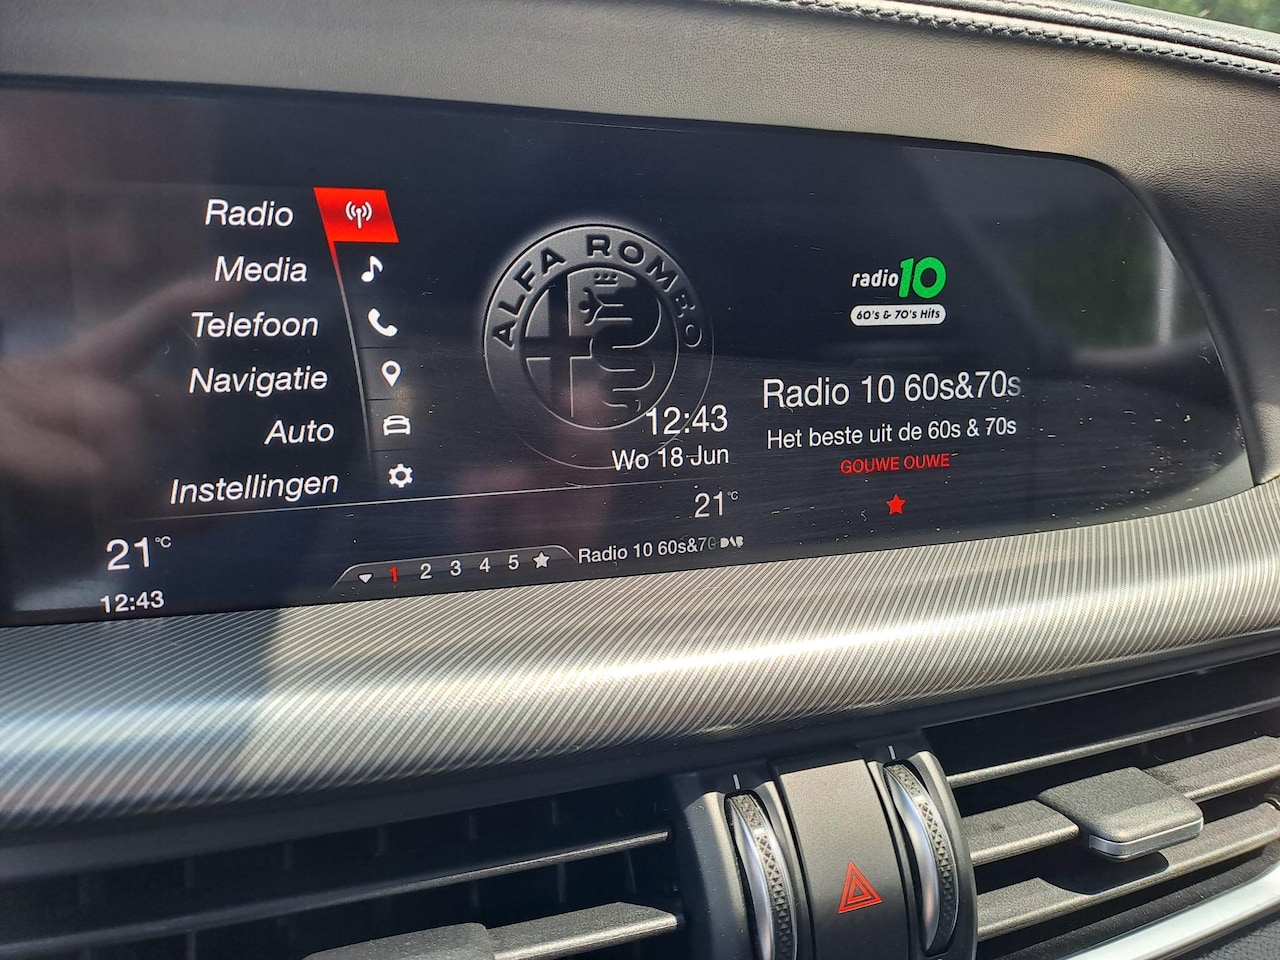 Radio
Media
Telefoon
Navigatie
Auto
Instellingen
21°C
12:43
ALFA ROMEO
12:43
Wo 18 Jun
21°C
1 2 3 4 5
Radio 10 60s&70
DAB
radio10
60's & 70's Hits
Radio 10 60s&70s
Het beste uit de 60s & 70s
GOUWE OUWE